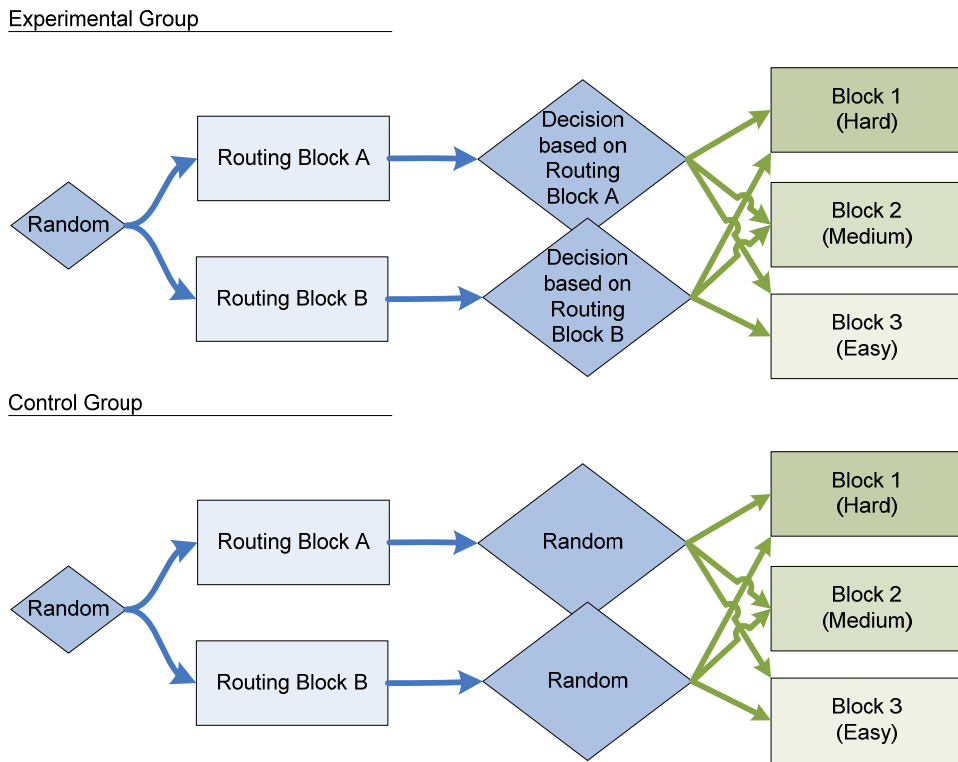 Experimental Group
Random
Routing Block A
Routing Block B
Decision
based on
Routing
Block A
Decision
based on
Routing
Block B
Block 1
(Hard)
Block 2
(Medium)
Block 3
(Easy)
Control Group
Random
Routing Block A
Routing Block B
Random
Random
Block 1
(Hard)
Block 2
(Medium)
Block 3
(Easy)